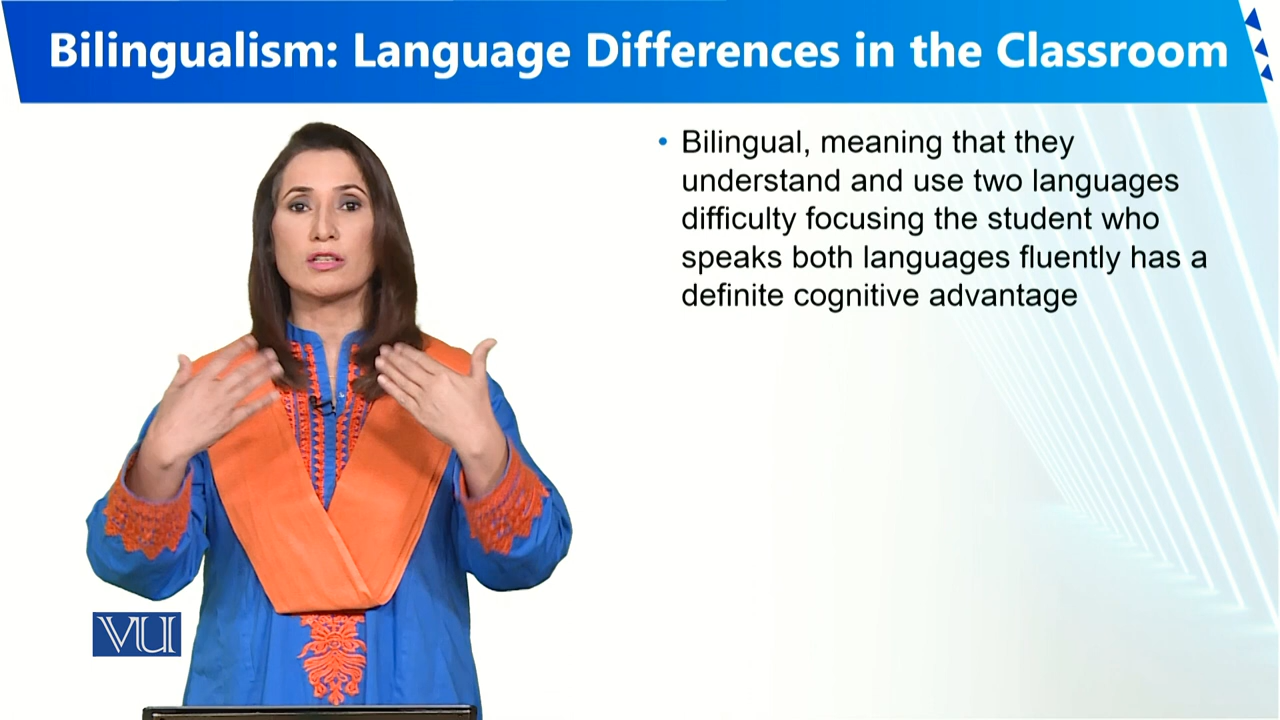 Bilingualism: Language Differences in the Classroom
• Bilingual, meaning that they
understand and use two languages
difficulty focusing the student who
speaks both languages fluently has a
definite cognitive advantage
VU